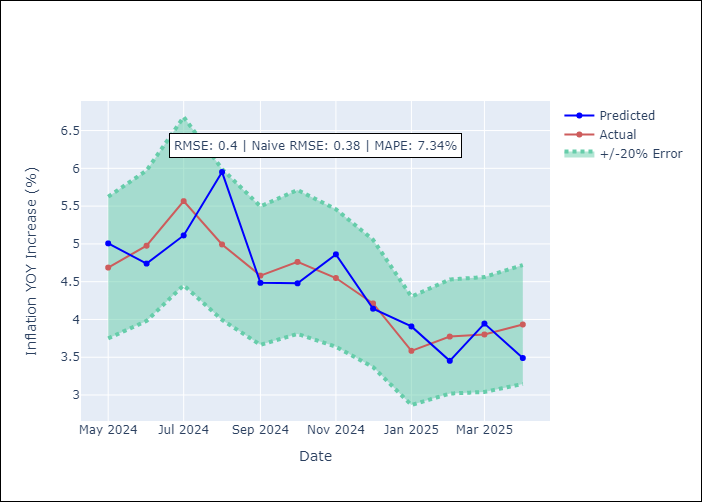 Predicted
Actual
+/-20% Error
RMSE: 0.4 | Naive RMSE: 0.38 | MAPE: 7.34%
Inflation YOY Increase (%)
6.5
6
5.5
5
4.5
4
3.5
3
May 2024 Jul 2024 Sep 2024 Nov 2024 Jan 2025 Mar 2025
Date